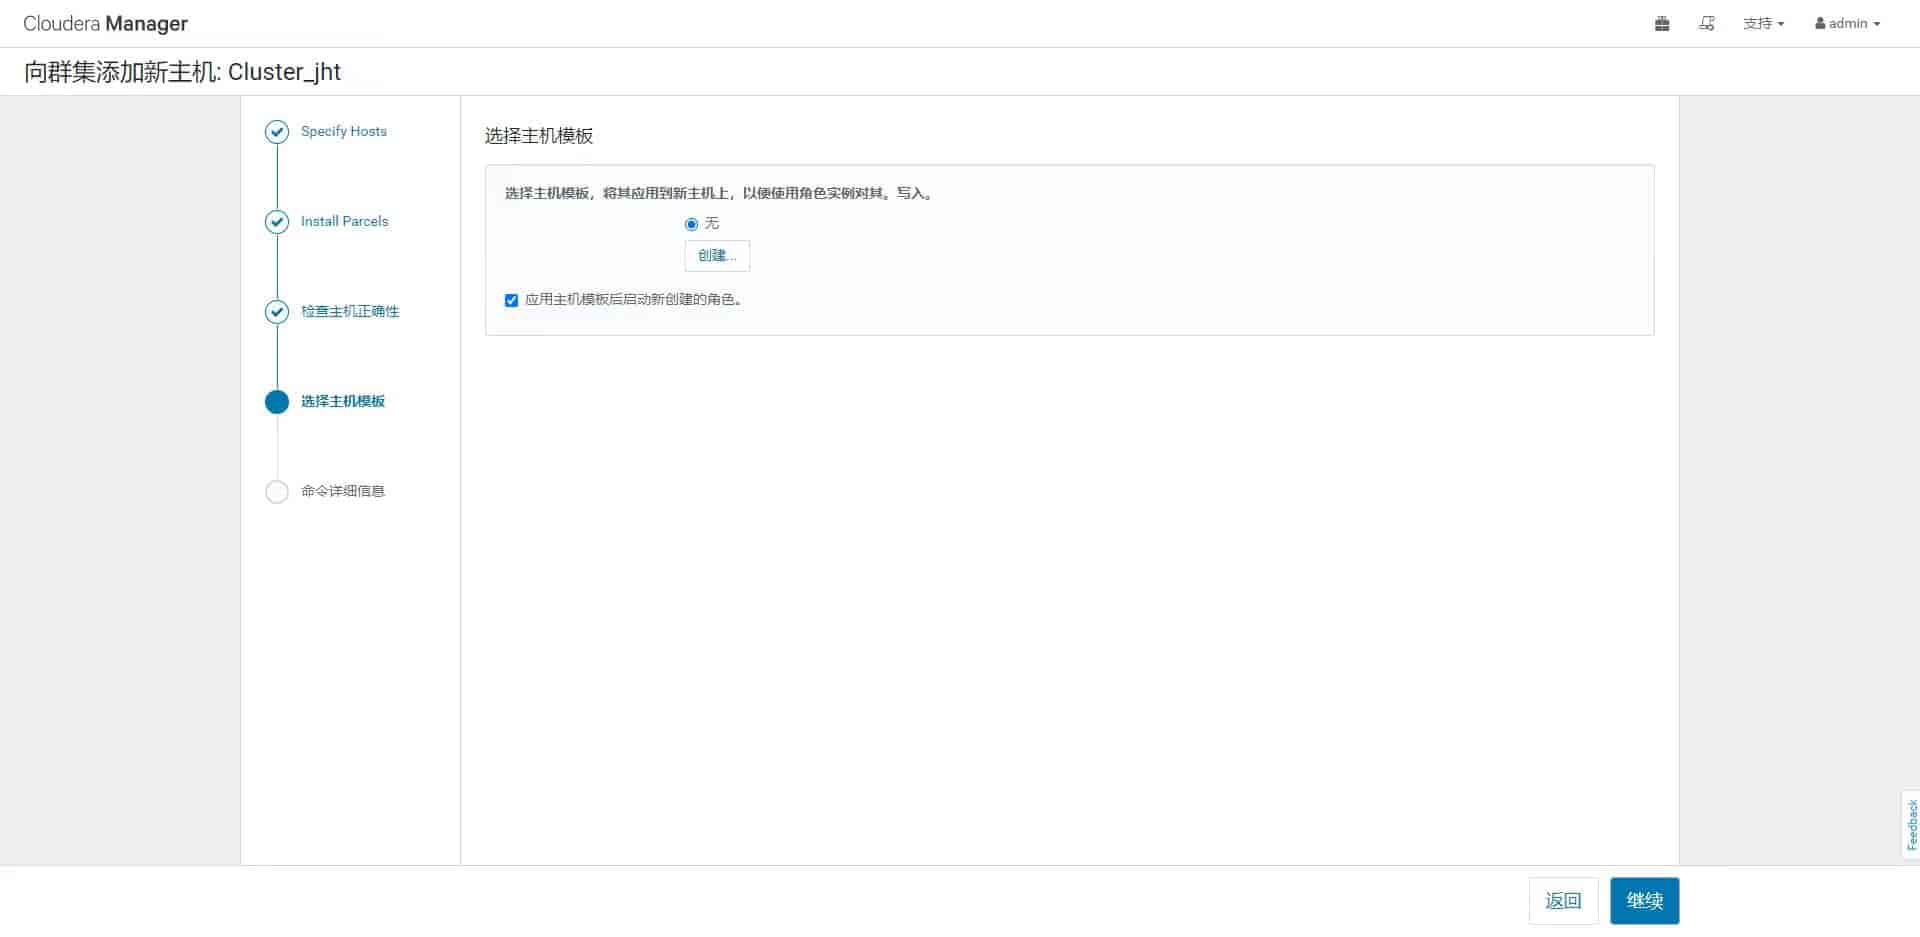 Cloudera Manager
支持
admin
向群集添加新主机: Cluster_jht
Specify Hosts
Install Parcels
检查主机正确性
选择主机模板
命令详细信息
选择主机模板
选择主机模板，将其应用到新主机上，以便使用角色实例对其。写入。
无
创建...
应用主机模板后启动新创建的角色。
Feedback
返回
继续